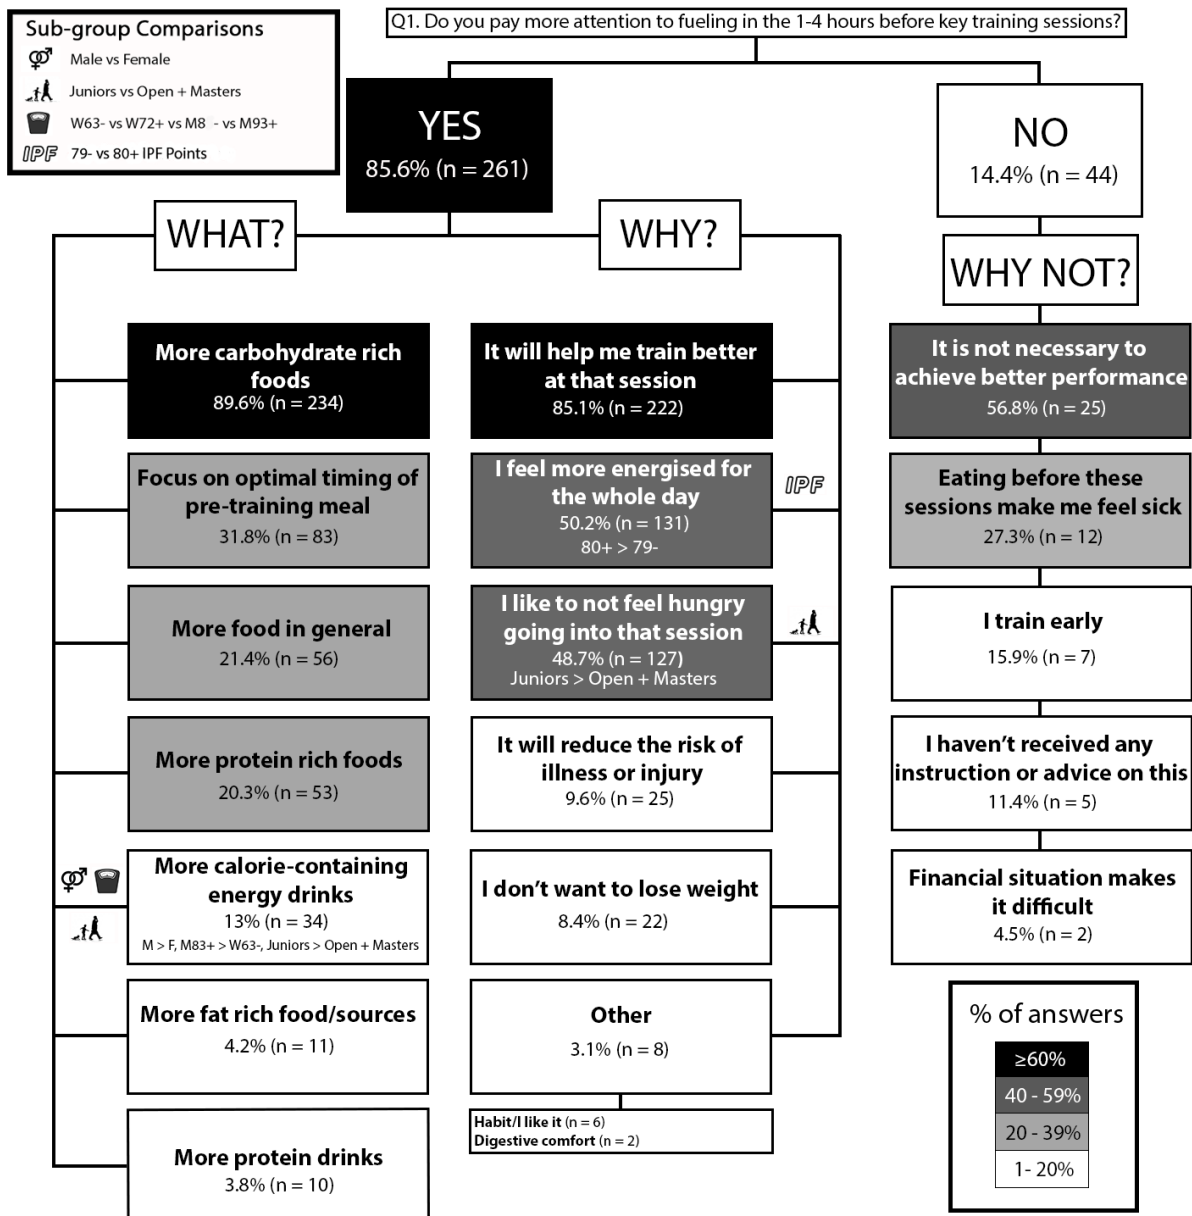 Sub-group Comparisons
Male vs Female
Juniors vs Open + Masters
W63- vs W72+ vs M8 - vs M93+
IPF 79- vs 80+ IPF Points
Q1. Do you pay more attention to fueling in the 1-4 hours before key training sessions?
YES
85.6% (n = 261)
NO
14.4% (n = 44)
WHAT?
WHY?
WHY NOT?
More carbohydrate rich
foods
89.6% (n = 234)
Focus on optimal timing of
pre-training meal
31.8% (n = 83)
More food in general
21.4% (n = 56)
More protein rich foods
20.3% (n = 53)
More calorie-containing
energy drinks
13% (n = 34)
M > F, M83+ > W63-, Juniors > Open + Masters
More fat rich food/sources
4.2% (n = 11)
More protein drinks
3.8% (n = 10)
It will help me train better
at that session
85.1% (n = 222)
I feel more energised for
the whole day
50.2% (n = 131)
80+ > 79-
IPF
I like to not feel hungry
going into that session
48.7% (n = 127)
Juniors > Open + Masters
It will reduce the risk of
illness or injury
9.6% (n = 25)
I don't want to lose weight
8.4% (n = 22)
Other
3.1% (n = 8)
Habit/I like it (n = 6)
Digestive comfort (n = 2)
It is not necessary to
achieve better performance
56.8% (n = 25)
Eating before these
sessions make me feel sick
27.3% (n = 12)
I train early
15.9% (n = 7)
I haven't received any
instruction or advice on this
11.4% (n = 5)
Financial situation makes
it difficult
4.5% (n = 2)
% of answers
≥60%
40 - 59%
20 - 39%
1- 20%